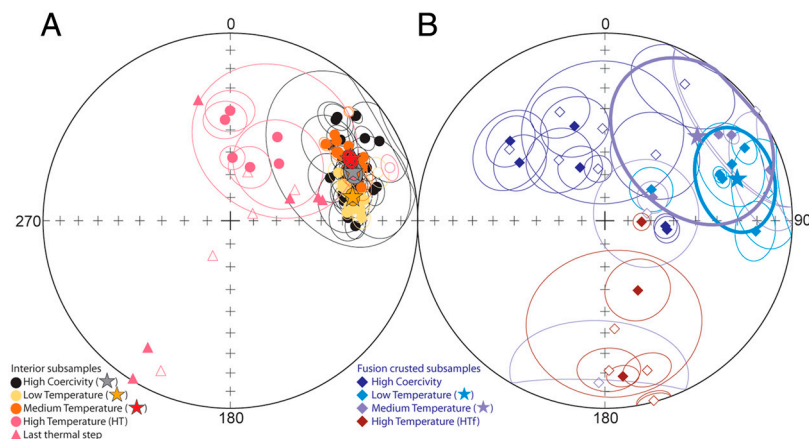 A
B
0
0
270
90
180
180
Interior subsamples
High Coercivity (★)
Low Temperature (★)
Medium Temperature (★)
High Temperature (HT)
Last thermal step
Fusion crusted subsamples
High Coercivity
Low Temperature (★)
Medium Temperature (★)
High Temperature (HTf)